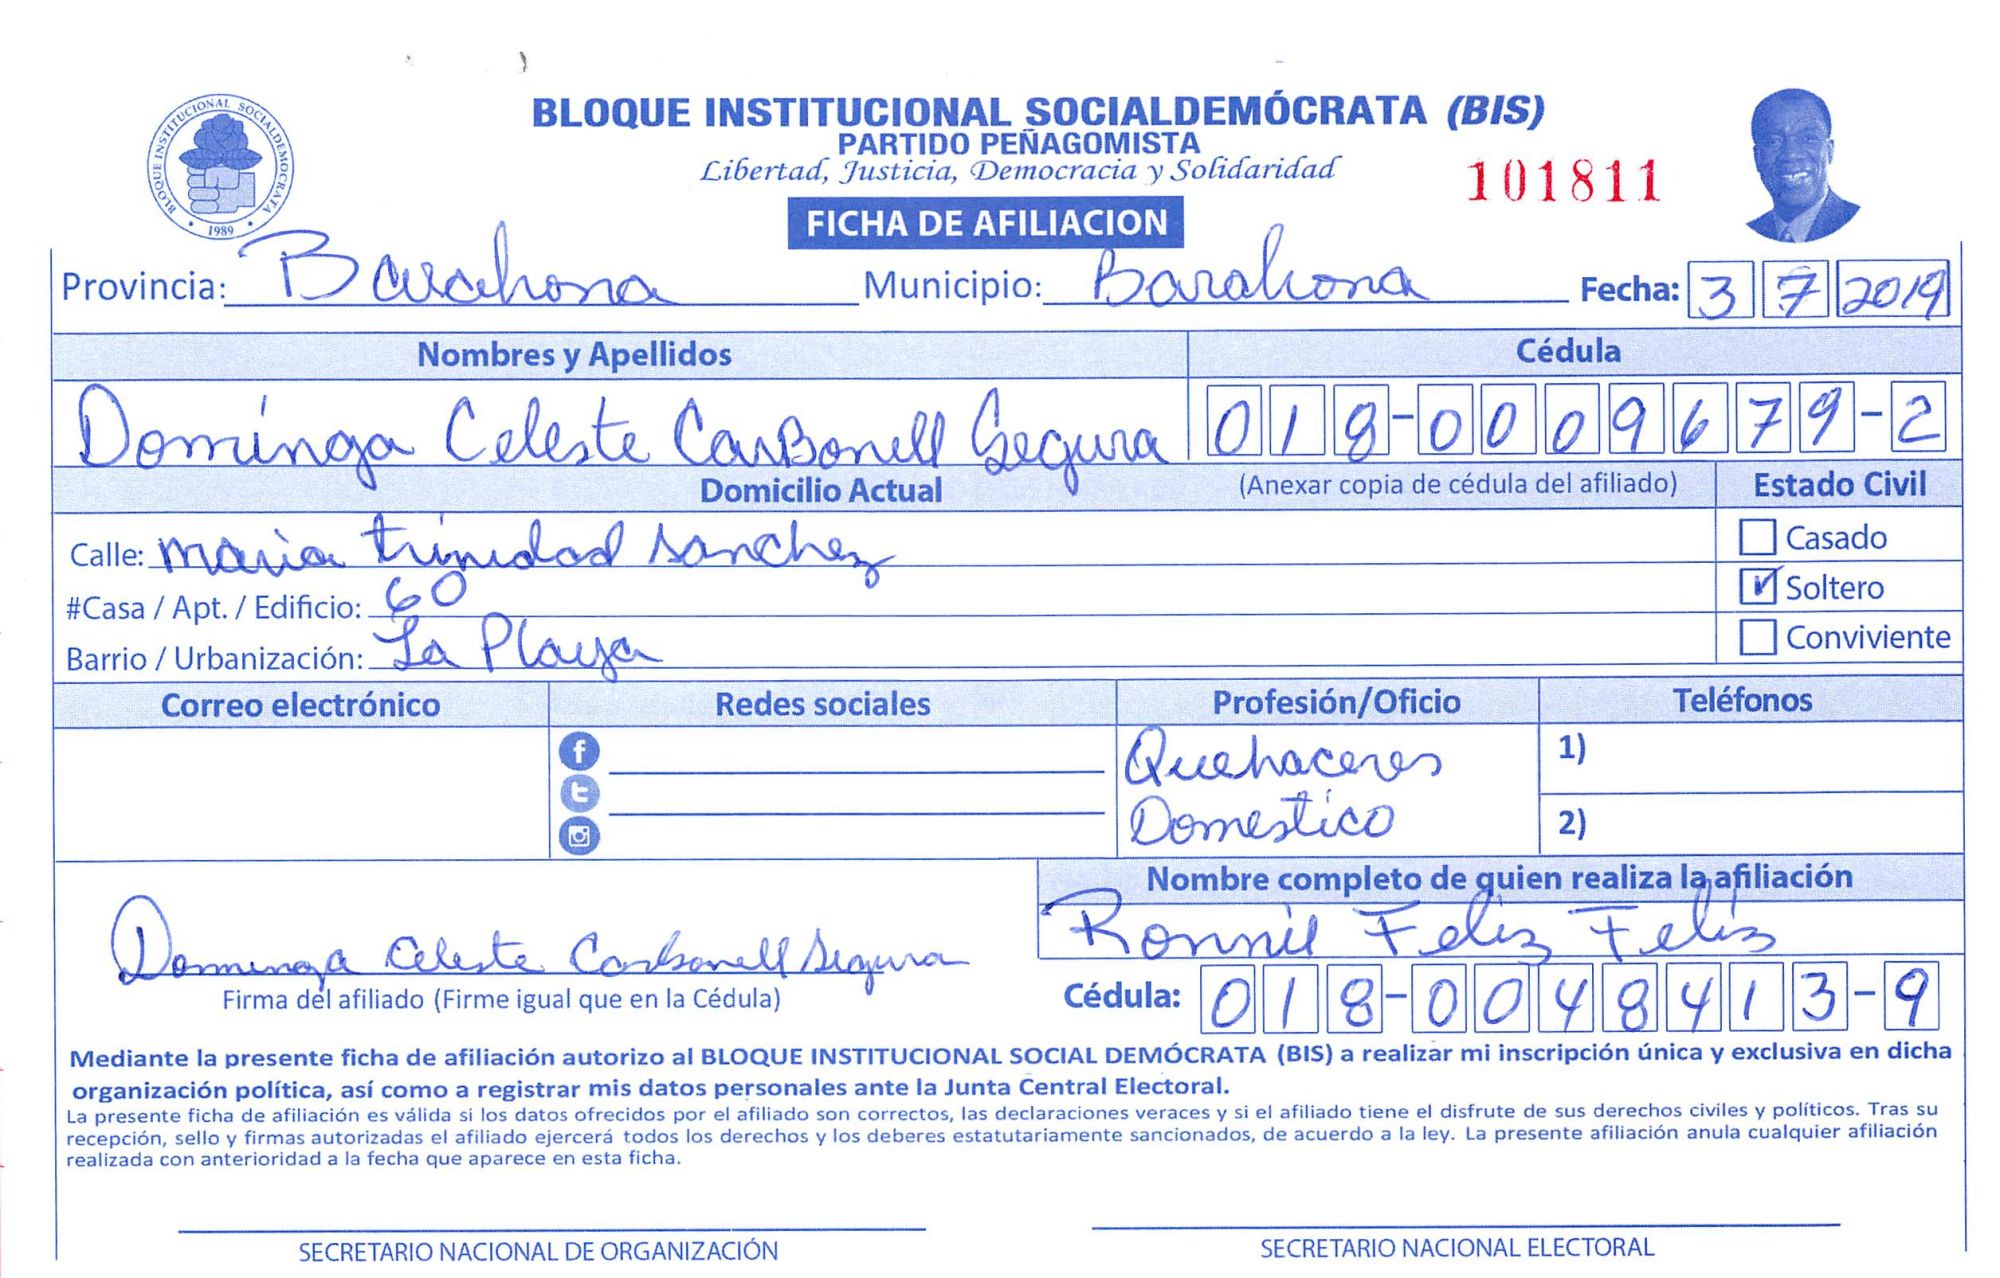 BLOQUE INSTITUCIONAL SOCIALDEMÓCRATA (BIS)
PARTIDO PEÑAGOMISTA
Libertad, Justicia, Democracia y Solidaridad
101811
BLOQUE INSTITUCIONAL SOCIALDEMOCRATA
1989
FICHA DE AFILIACION
Provincia: Barahona Municipio: Barahona Fecha: 3 7 2019
Nombres y Apellidos Cédula
Dominga Celeste Carbonell Segura 018-0009679-2
Domicilio Actual (Anexar copia de cédula del afiliado) Estado Civil
Calle: maria trinidad sanchez Casado
#Casa / Apt. / Edificio: 60 Soltero
Barrio / Urbanización: La Playa Conviviente
Correo electrónico Redes sociales Profesión/Oficio Teléfonos
Quehaceres 1)
Domestico 2)
Nombre completo de quien realiza la afiliación
Ronnil Feliz Feliz
Dominga Celeste Carbonell Segura
Firma del afiliado (Firme igual que en la Cédula) Cédula: 018-0048413-9
Mediante la presente ficha de afiliación autorizo al BLOQUE INSTITUCIONAL SOCIAL DEMÓCRATA (BIS) a realizar mi inscripción única y exclusiva en dicha
organización política, así como a registrar mis datos personales ante la Junta Central Electoral.
La presente ficha de afiliación es válida si los datos ofrecidos por el afiliado son correctos, las declaraciones veraces y si el afiliado tiene el disfrute de sus derechos civiles y políticos. Tras su
recepción, sello y firmas autorizadas el afiliado ejercerá todos los derechos y los deberes estatutariamente sancionados, de acuerdo a la ley. La presente afiliación anula cualquier afiliación
realizada con anterioridad a la fecha que aparece en esta ficha.
SECRETARIO NACIONAL DE ORGANIZACIÓN SECRETARIO NACIONAL ELECTORAL